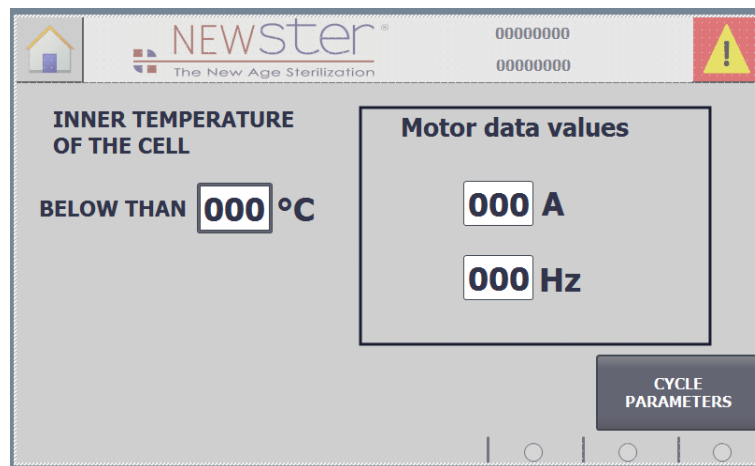 NEWSter®
The New Age Sterilization
00000000
00000000
INNER TEMPERATURE
OF THE CELL
BELOW THAN 000 °C
Motor data values
000 A
000 Hz
CYCLE
PARAMETERS